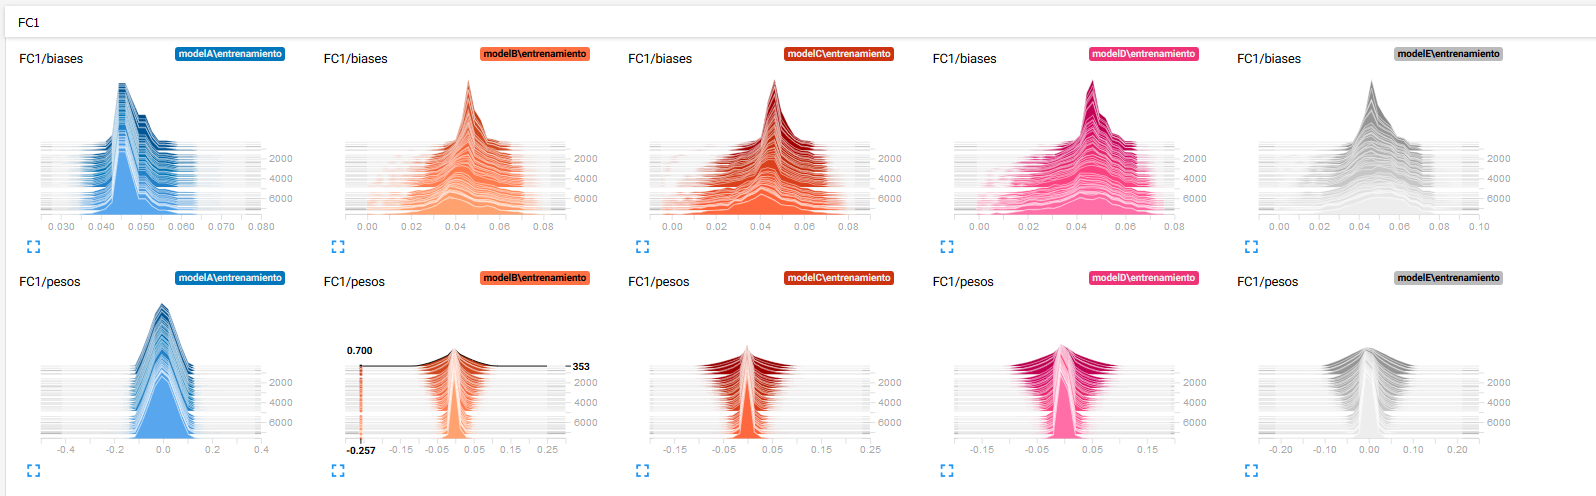 FC1
FC1/biases modelA\entrenamiento
2000
4000
6000
0.030 0.040 0.050 0.060 0.070 0.080
FC1/biases modelB\entrenamiento
2000
4000
6000
0.00 0.02 0.04 0.06 0.08
FC1/biases modelC\entrenamiento
2000
4000
6000
0.00 0.02 0.04 0.06 0.08
FC1/biases modelD\entrenamiento
2000
4000
6000
0.00 0.02 0.04 0.06 0.08
FC1/biases modelE\entrenamiento
2000
4000
6000
0.00 0.02 0.04 0.06 0.08 0.10
FC1/pesos modelA\entrenamiento
2000
4000
6000
-0.4 -0.2 0.0 0.2 0.4
FC1/pesos modelB\entrenamiento
0.700
353
2000
4000
6000
-0.257 -0.15 -0.05 0.05 0.15 0.25
FC1/pesos modelC\entrenamiento
2000
4000
6000
-0.15 -0.05 0.05 0.15 0.25
FC1/pesos modelD\entrenamiento
2000
4000
6000
-0.15 -0.05 0.05 0.15
FC1/pesos modelE\entrenamiento
2000
4000
6000
-0.20 -0.10 0.00 0.10 0.20